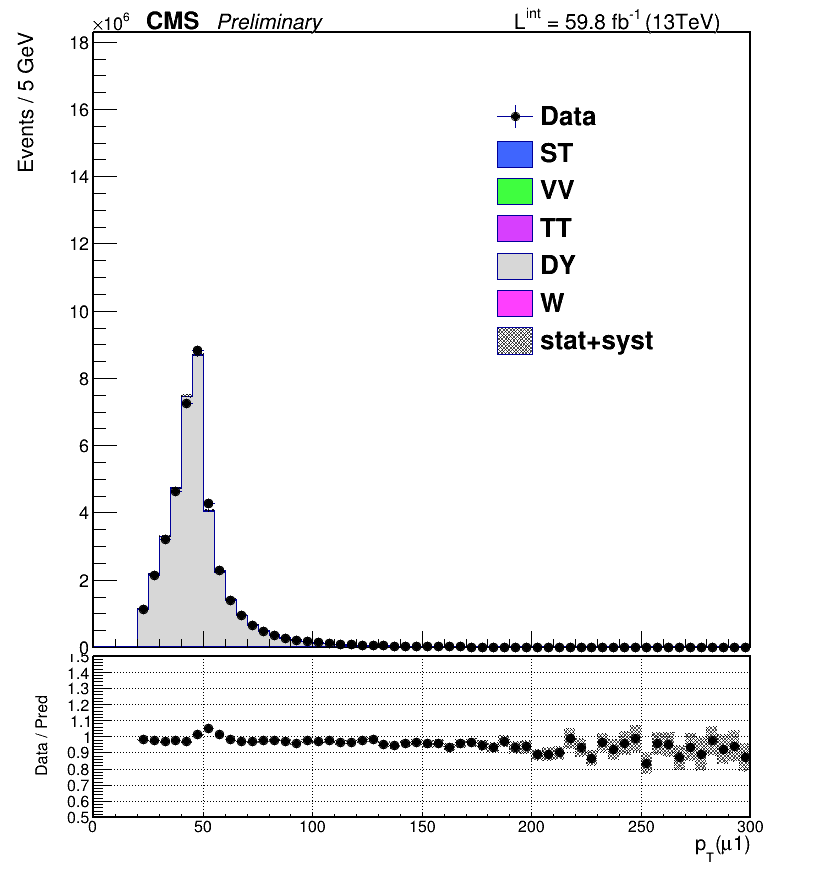 ×10⁶ CMS Preliminary L^int = 59.8 fb⁻¹ (13TeV)
Events / 5 GeV
18
16
14
12
10
8
6
4
2
0
Data
ST
VV
TT
DY
W
stat+syst
Data / Pred
1.5
1.4
1.3
1.2
1.1
1
0.9
0.8
0.7
0.6
0.5
0 50 100 150 200 250 300
p_T(μ1)